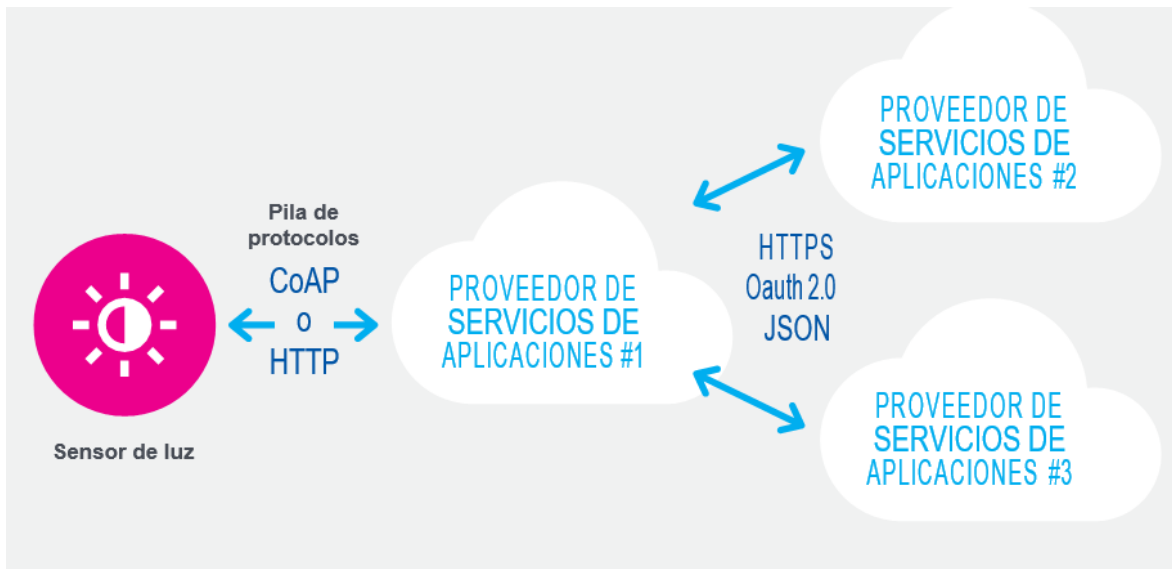 Sensor de luz
Pila de
protocolos
CoAP
o
HTTP
PROVEEDOR DE
SERVICIOS DE
APLICACIONES #1
HTTPS
Oauth 2.0
JSON
PROVEEDOR DE
SERVICIOS DE
APLICACIONES #2
PROVEEDOR DE
SERVICIOS DE
APLICACIONES #3